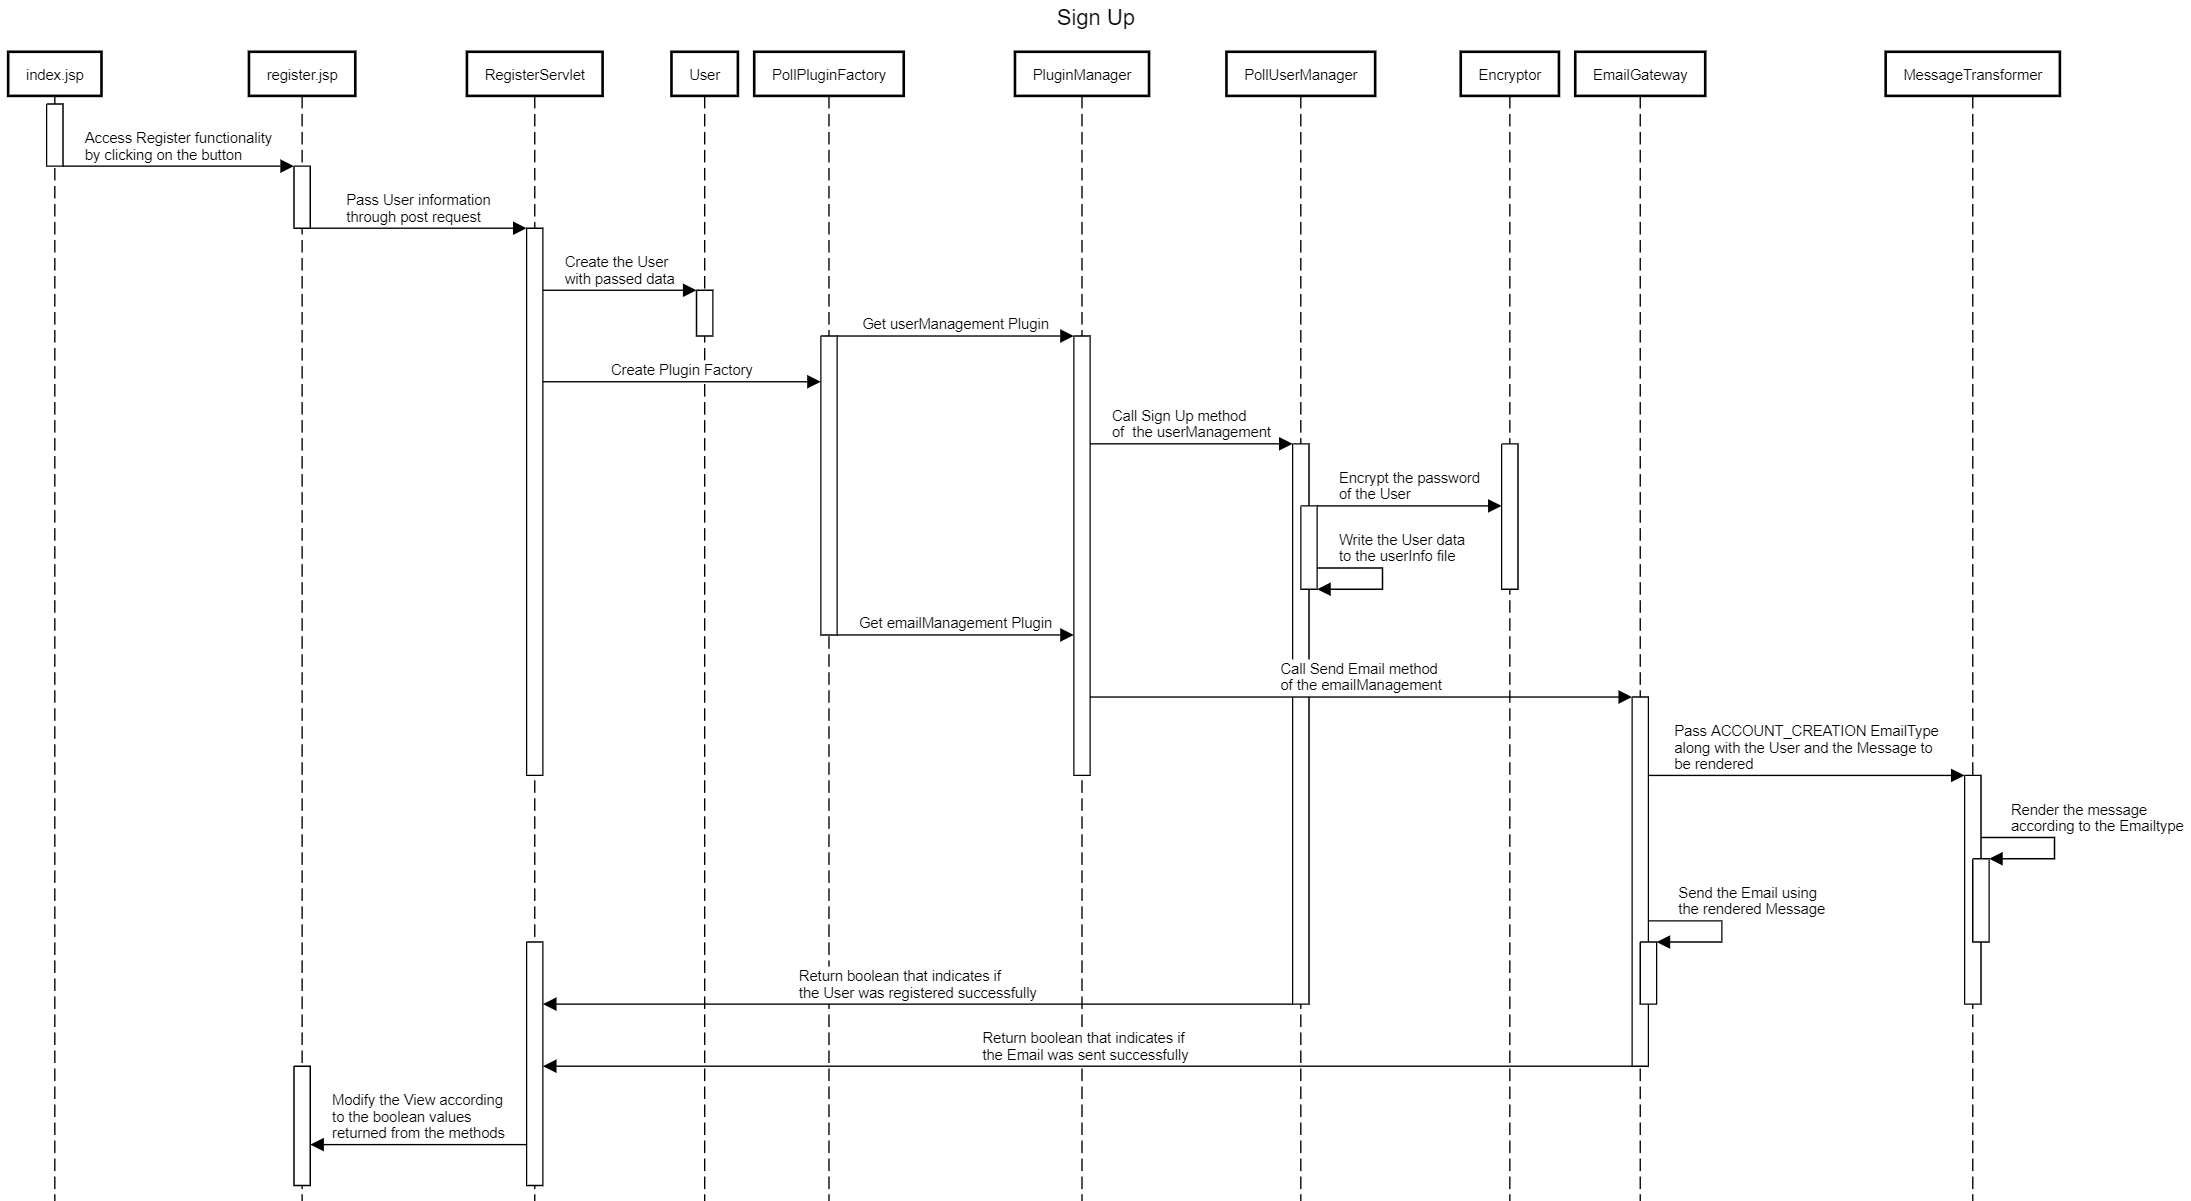 Sign Up
index.jsp
register.jsp
RegisterServlet
User
PollPluginFactory
PluginManager
PollUserManager
Encryptor
EmailGateway
MessageTransformer
Access Register functionality
by clicking on the button
Pass User information
through post request
Create the User
with passed data
Get userManagement Plugin
Create Plugin Factory
Call Sign Up method
of  the userManagement
Encrypt the password
of the User
Write the User data
to the userInfo file
Get emailManagement Plugin
Call Send Email method
of the emailManagement
Pass ACCOUNT_CREATION EmailType
along with the User and the Message to
be rendered
Render the message
according to the Emailtype
Send the Email using
the rendered Message
Return boolean that indicates if
the User was registered successfully
Return boolean that indicates if
the Email was sent successfully
Modify the View according
to the boolean values
returned from the methods